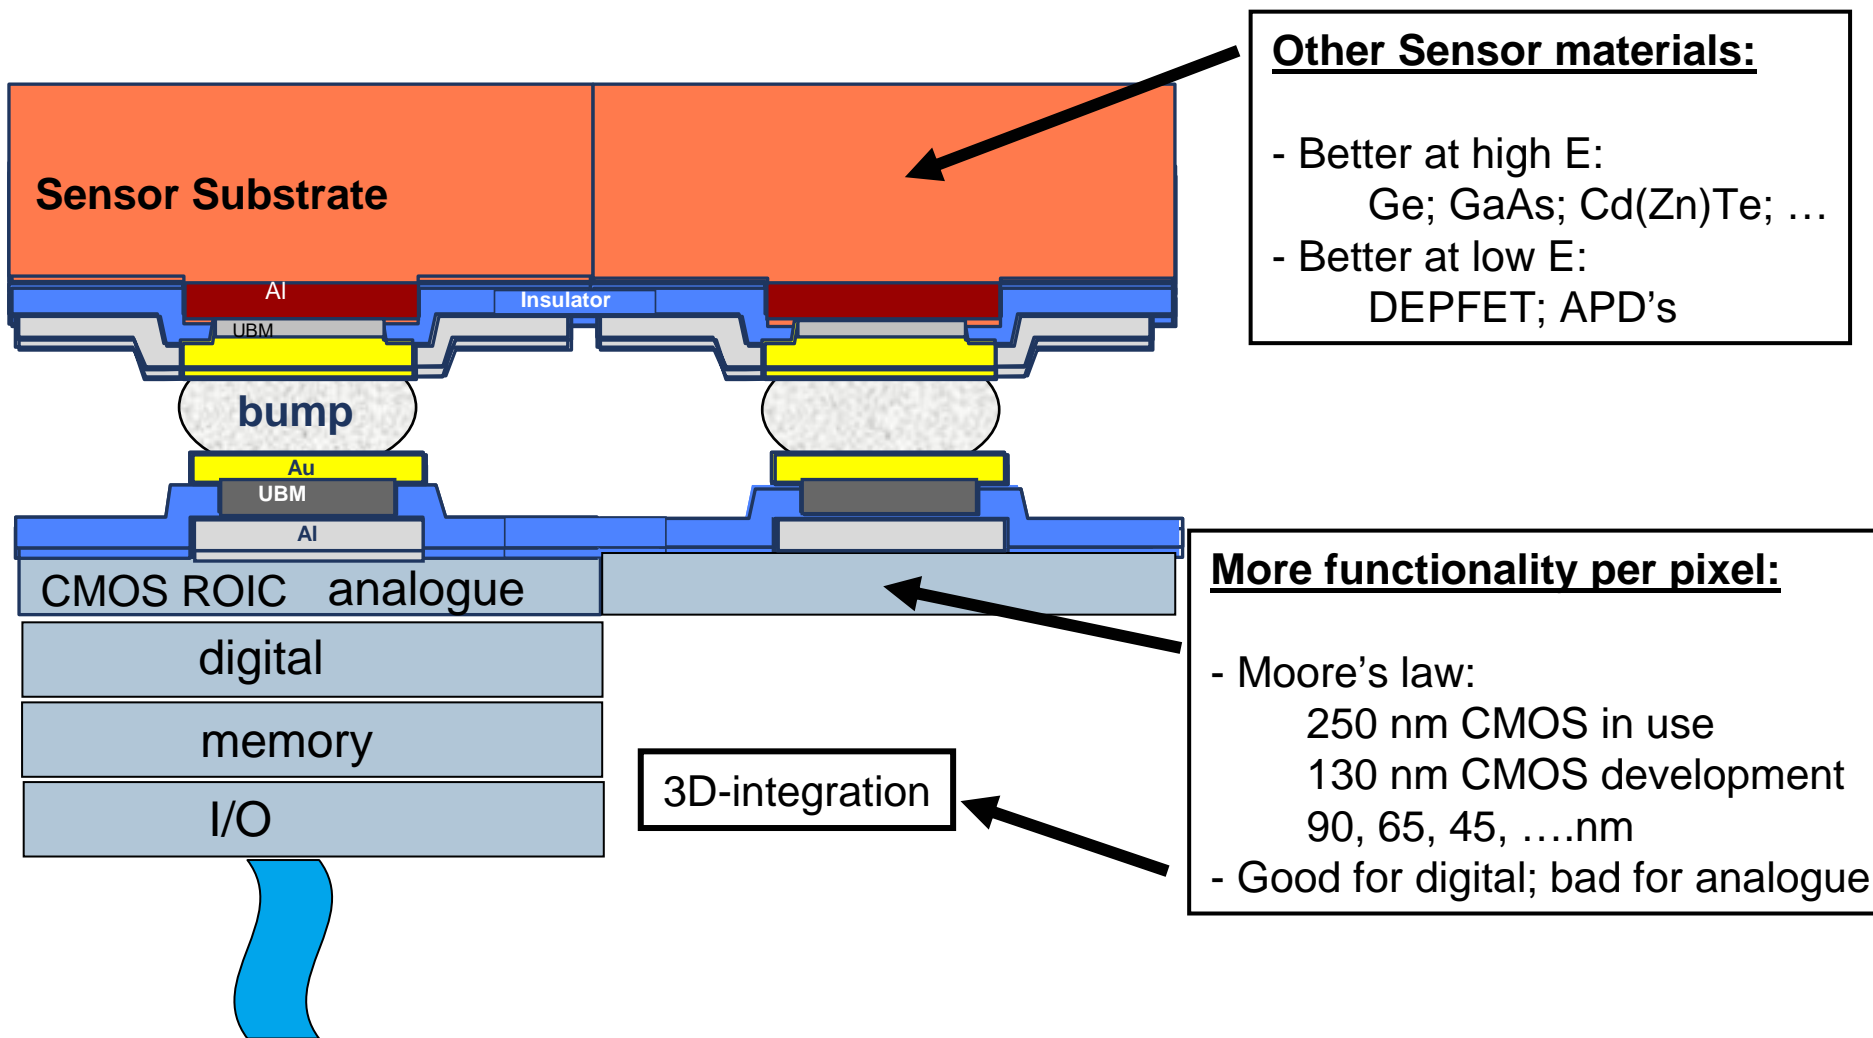 Other Sensor materials:
- Better at high E:
Ge; GaAs; Cd(Zn)Te; …
- Better at low E:
DEPFET; APD's
Sensor Substrate
Al
Insulator
UBM
bump
Au
UBM
Al
CMOS ROIC analogue
digital
memory
I/O
3D-integration
More functionality per pixel:
- Moore's law:
250 nm CMOS in use
130 nm CMOS development
90, 65, 45, ….nm
- Good for digital; bad for analogue